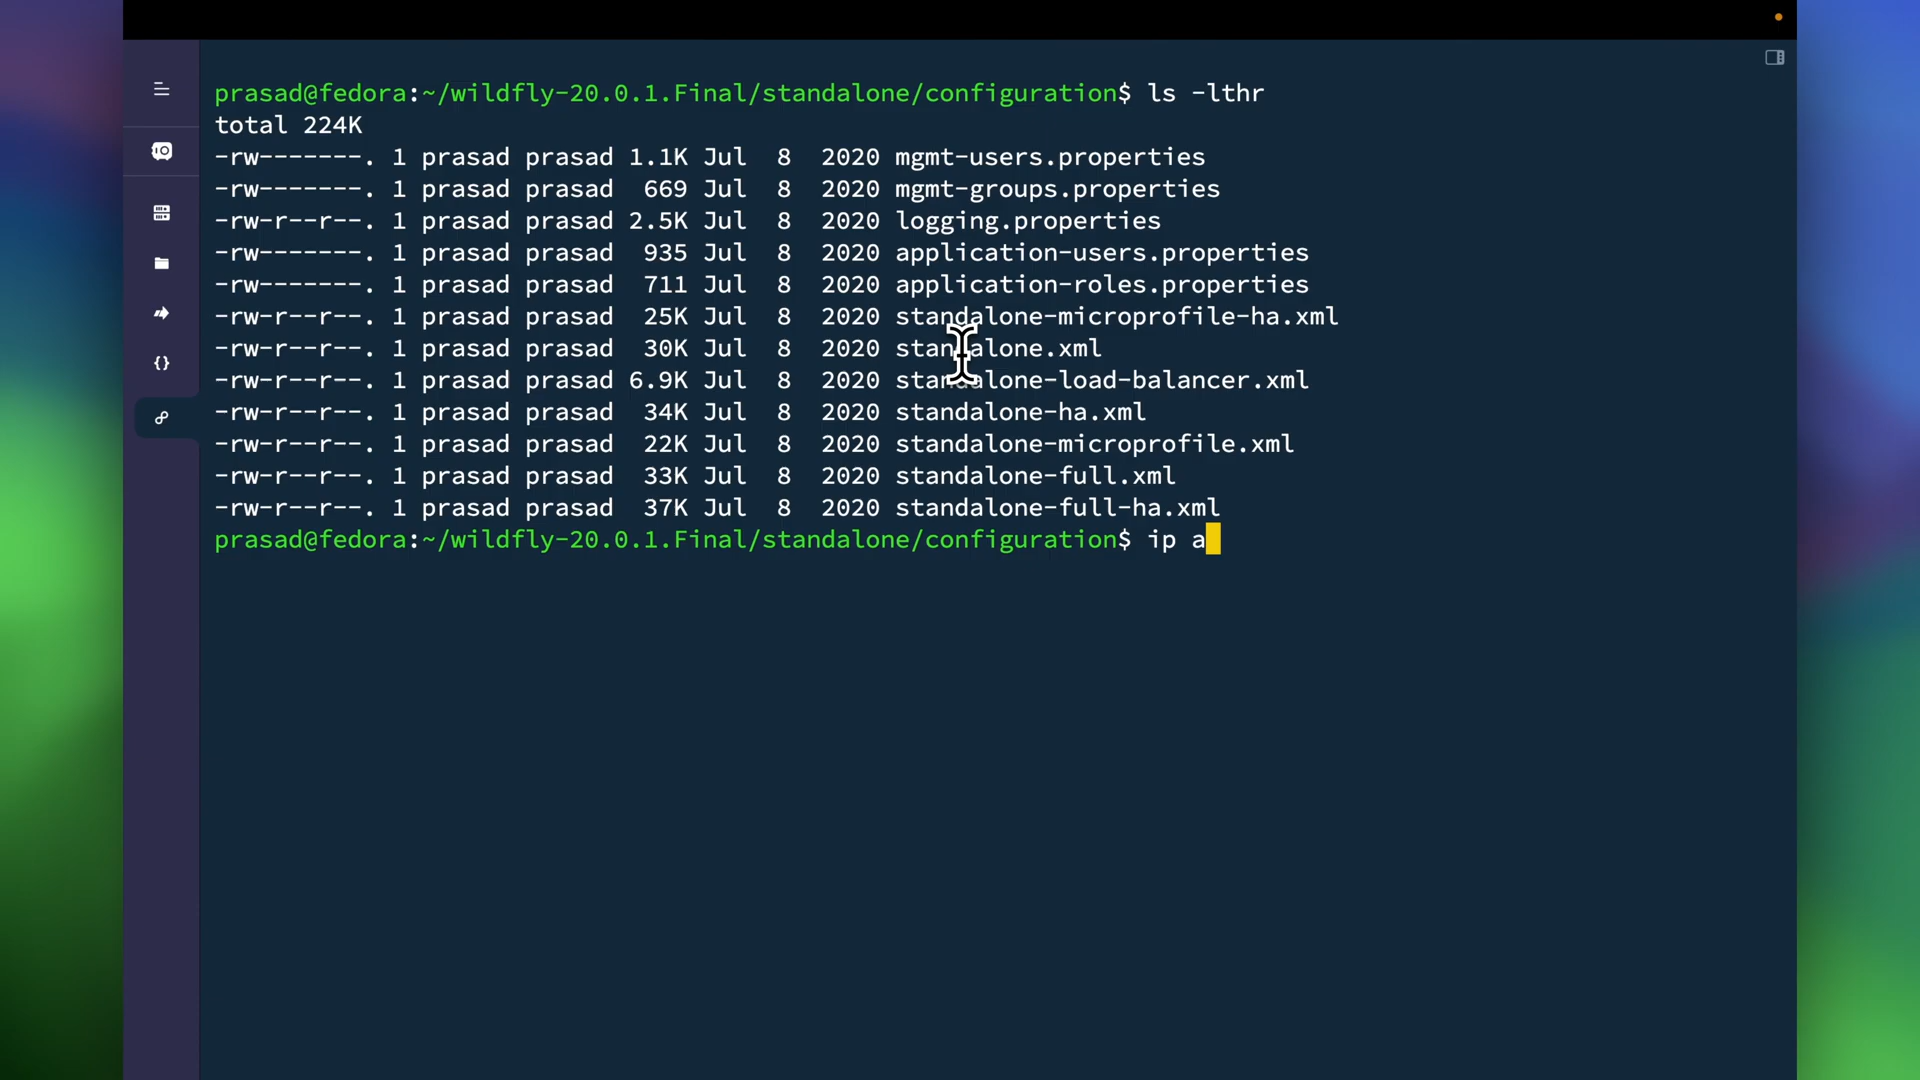 prasad@fedora:~/wildfly-20.0.1.Final/standalone/configuration$ ls -lthr
total 224K
-rw-------. 1 prasad prasad 1.1K Jul  8  2020 mgmt-users.properties
-rw-------. 1 prasad prasad  669 Jul  8  2020 mgmt-groups.properties
-rw-r--r--. 1 prasad prasad 2.5K Jul  8  2020 logging.properties
-rw-------. 1 prasad prasad  935 Jul  8  2020 application-users.properties
-rw-------. 1 prasad prasad  711 Jul  8  2020 application-roles.properties
-rw-r--r--. 1 prasad prasad  25K Jul  8  2020 standalone-microprofile-ha.xml
-rw-r--r--. 1 prasad prasad  30K Jul  8  2020 standalone.xml
-rw-r--r--. 1 prasad prasad 6.9K Jul  8  2020 standalone-load-balancer.xml
-rw-r--r--. 1 prasad prasad  34K Jul  8  2020 standalone-ha.xml
-rw-r--r--. 1 prasad prasad  22K Jul  8  2020 standalone-microprofile.xml
-rw-r--r--. 1 prasad prasad  33K Jul  8  2020 standalone-full.xml
-rw-r--r--. 1 prasad prasad  37K Jul  8  2020 standalone-full-ha.xml
prasad@fedora:~/wildfly-20.0.1.Final/standalone/configuration$ ip a